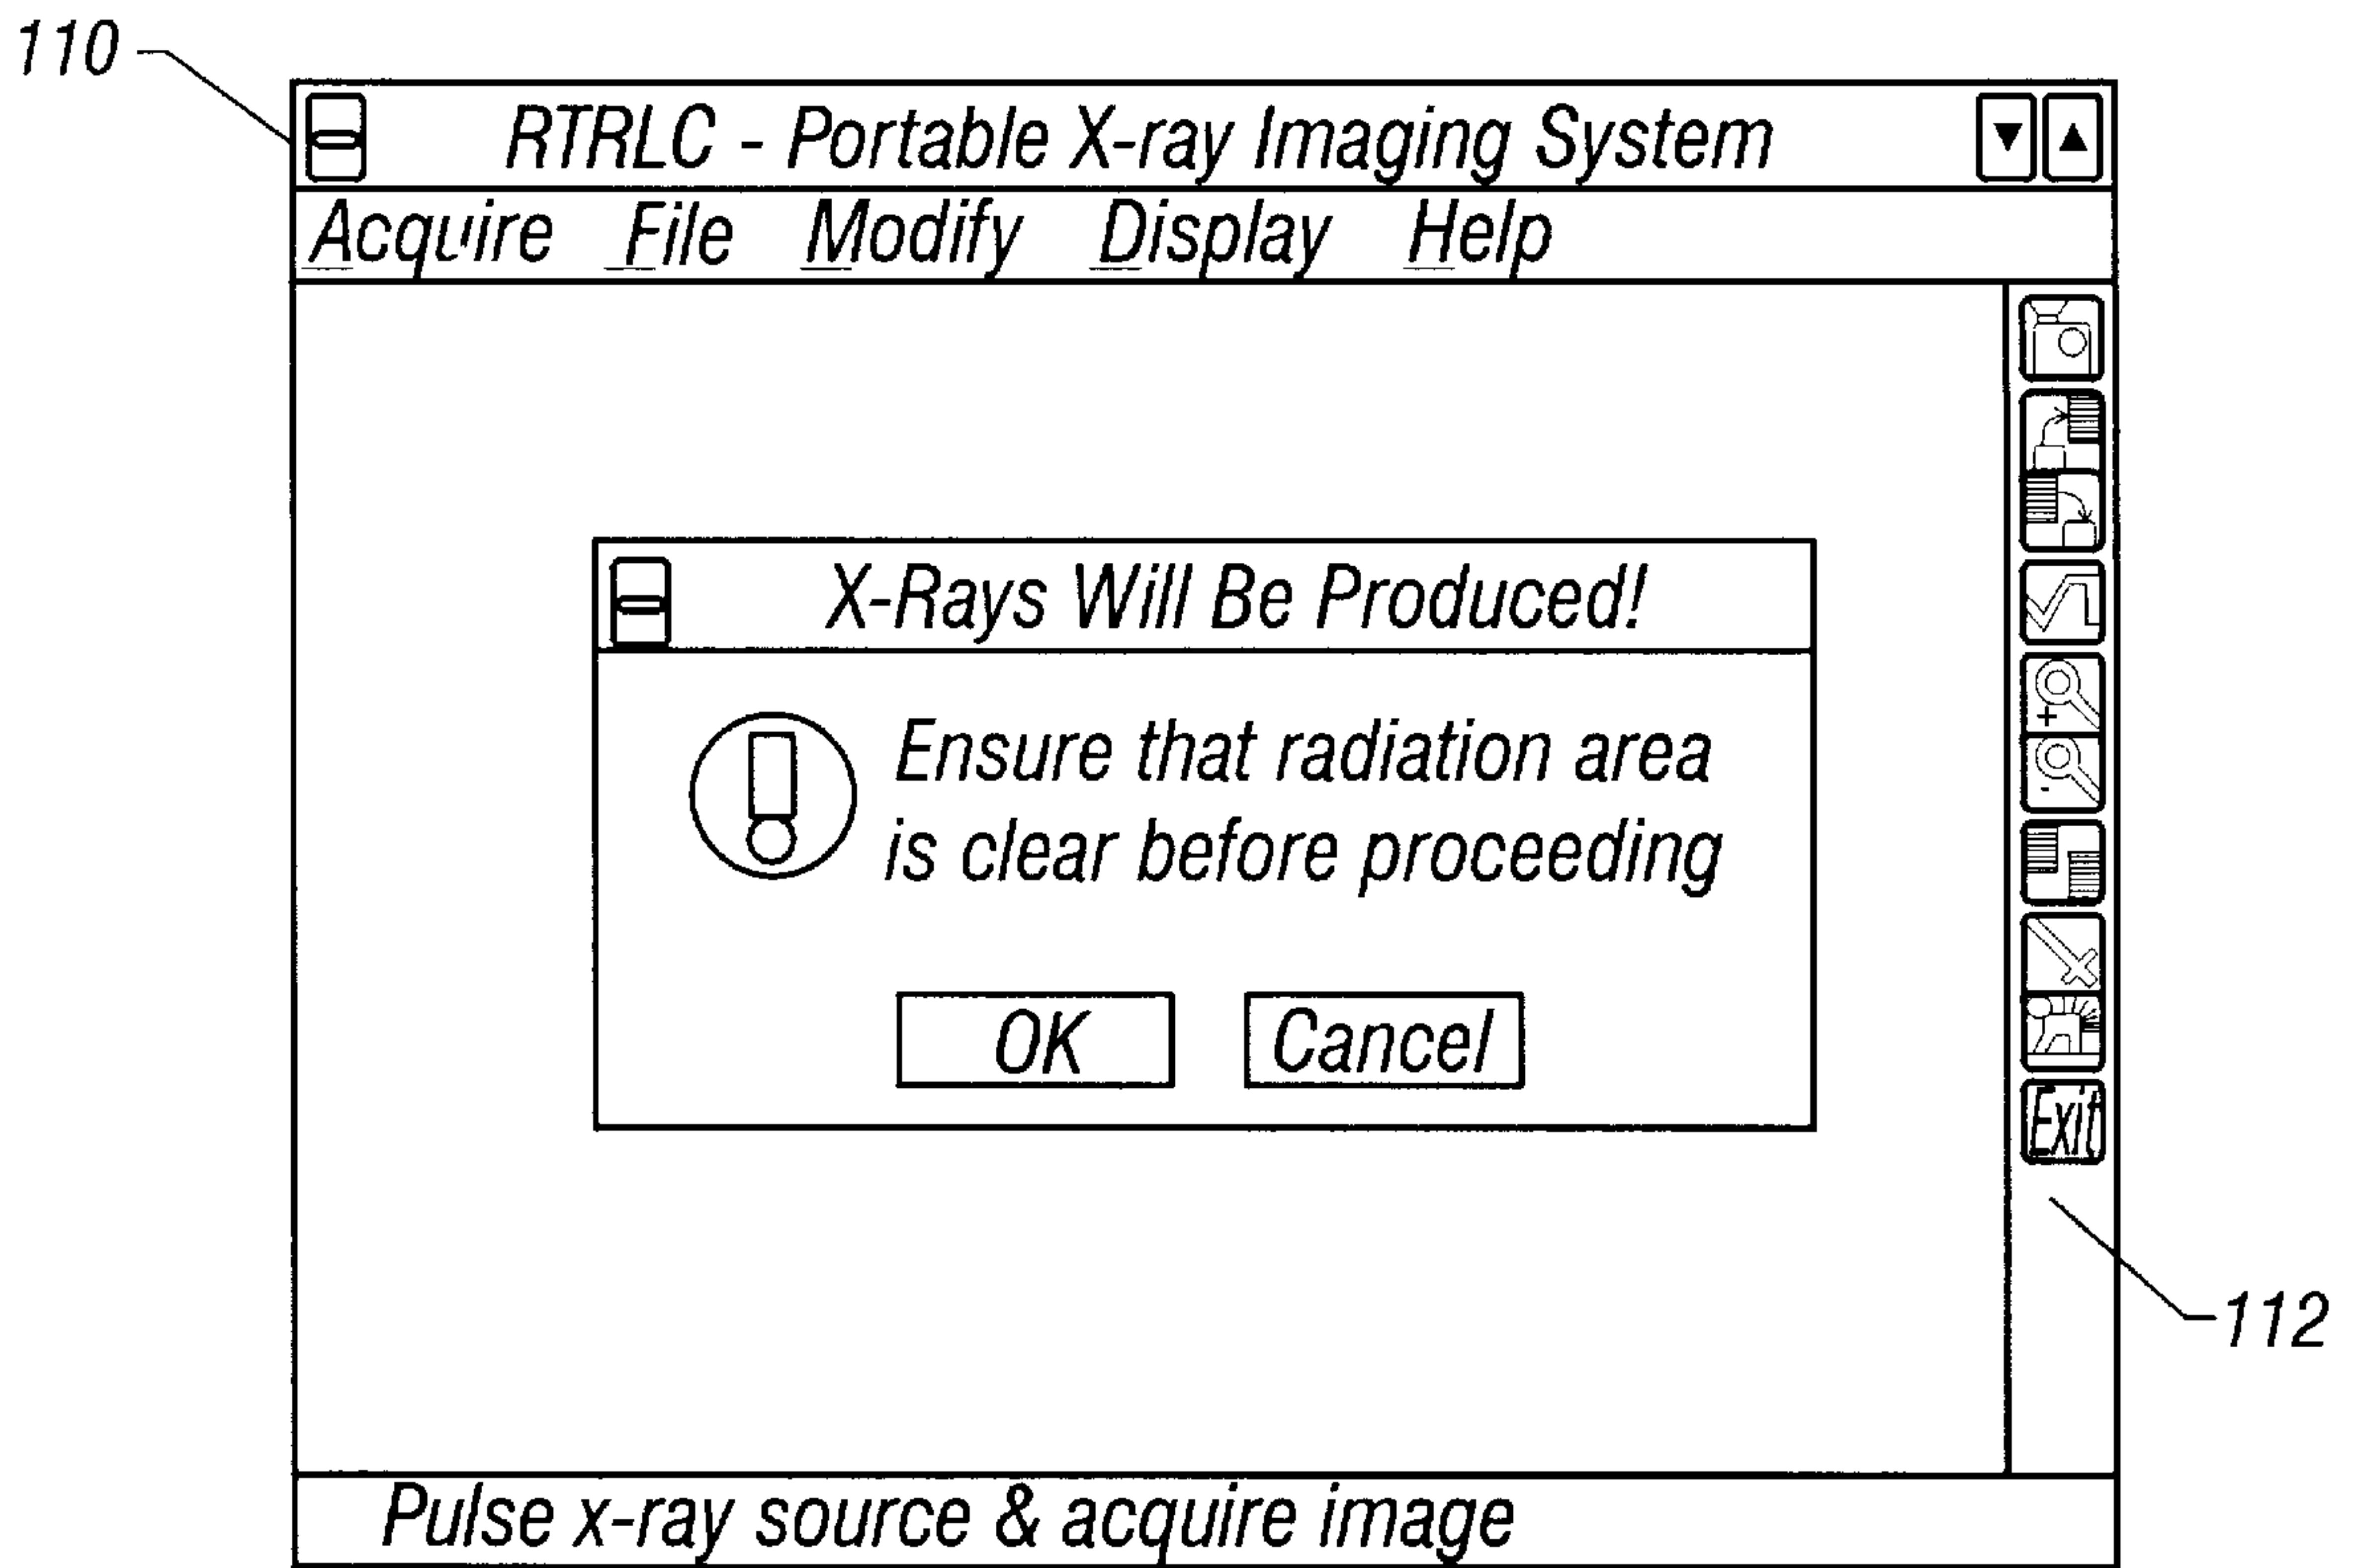 110
RTRLC - Portable X-ray Imaging System
Acquire File Modify Display Help
X-Rays Will Be Produced!
Ensure that radiation area
is clear before proceeding
OK Cancel
Exit
112
Pulse x-ray source & acquire image